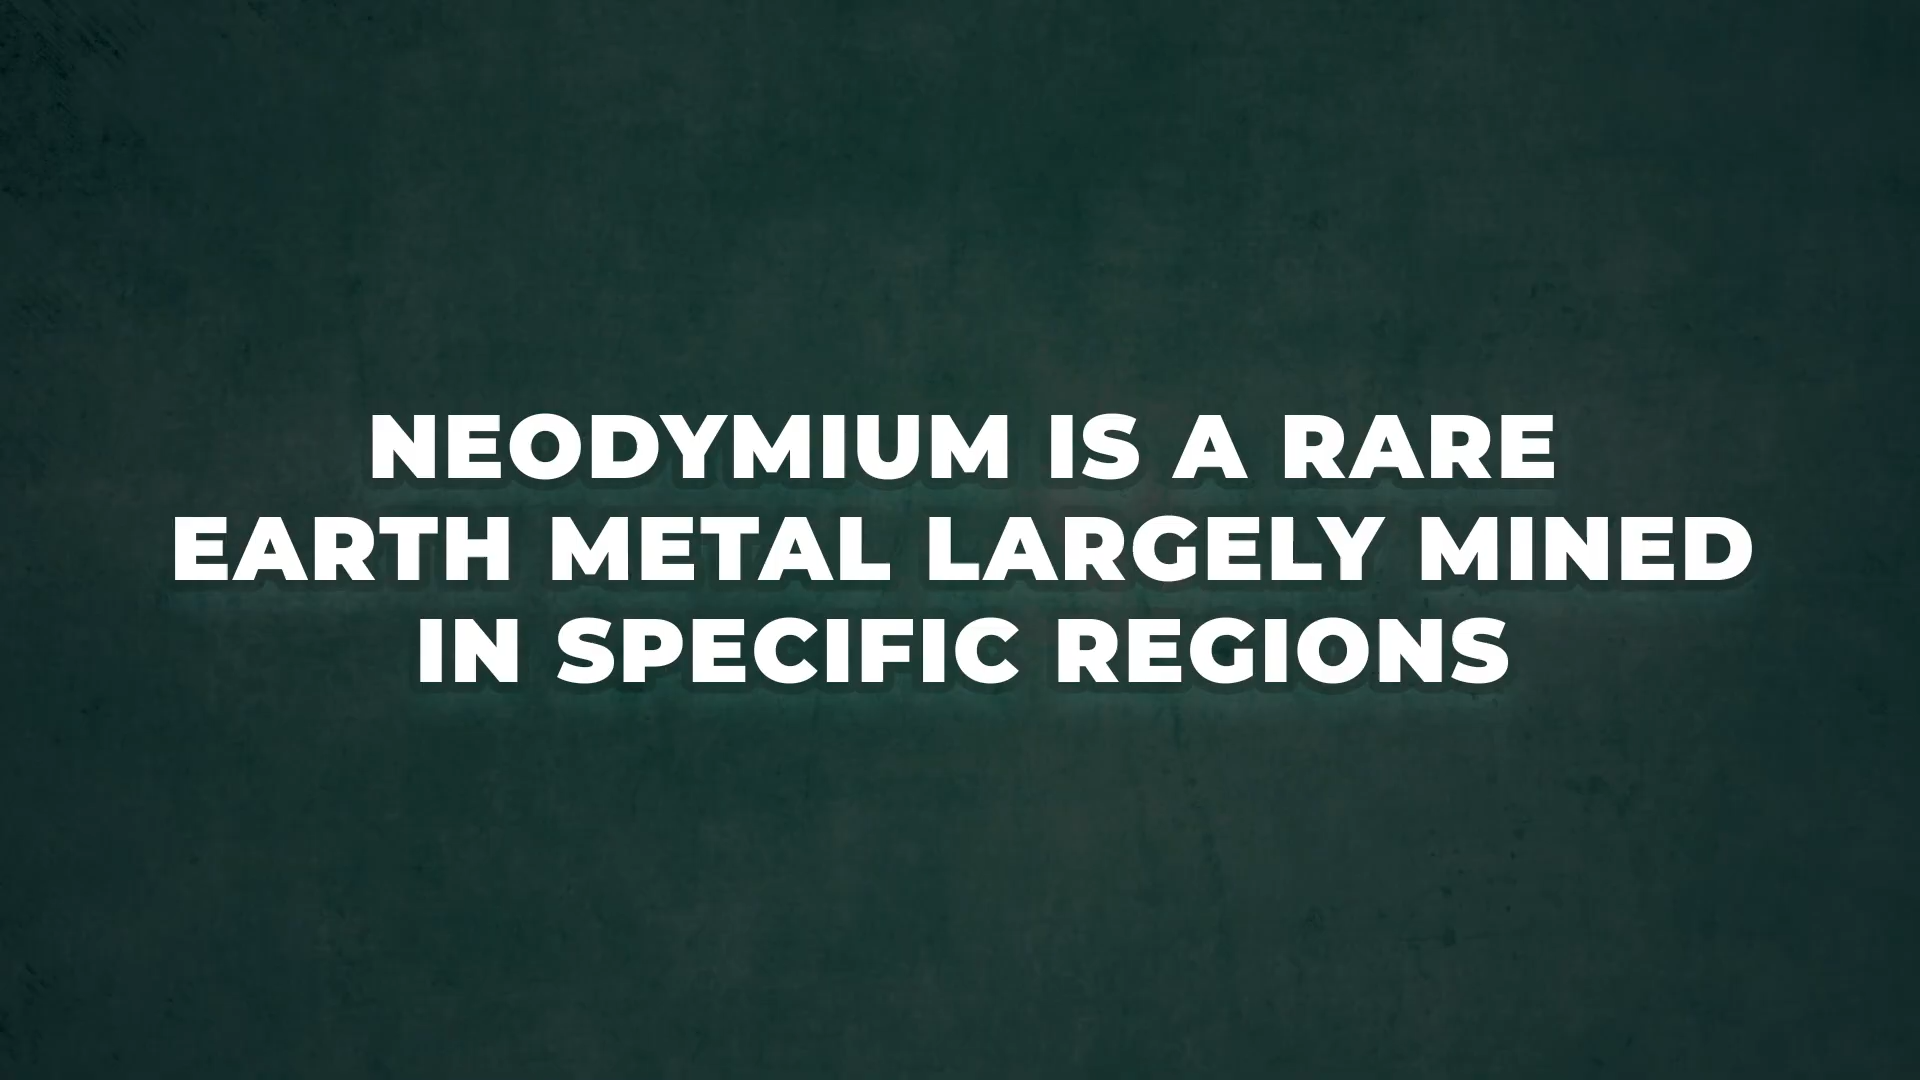 NEODYMIUM IS A RARE
EARTH METAL LARGELY MINED
IN SPECIFIC REGIONS